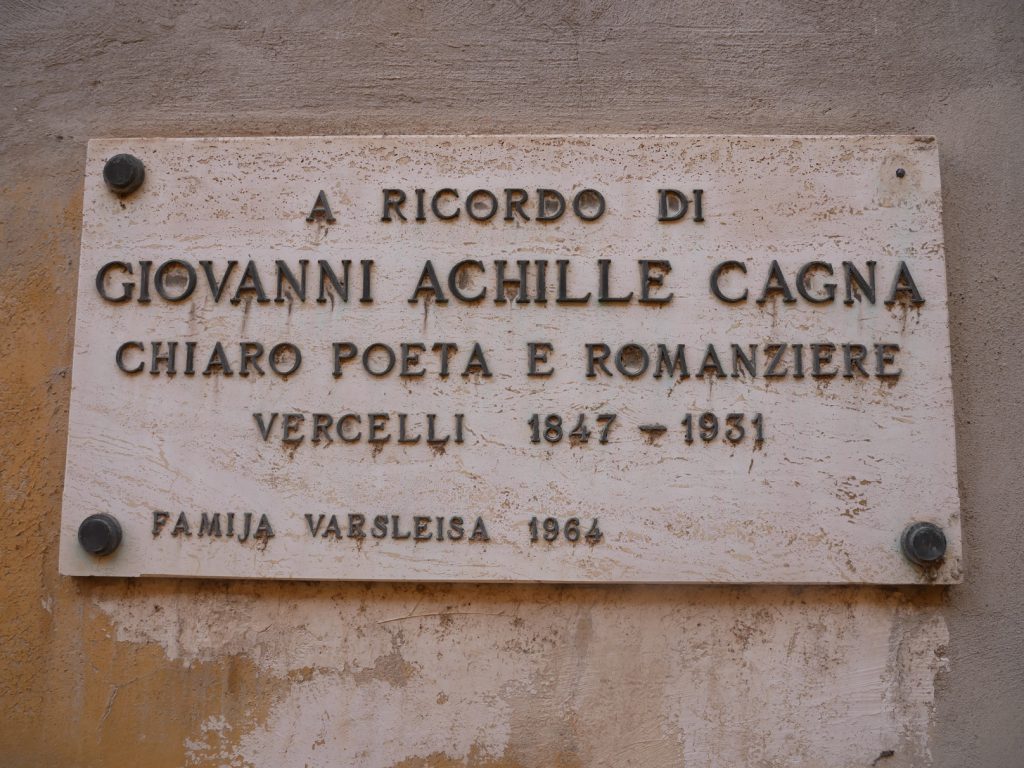 A RICORDO DI
GIOVANNI ACHILLE CAGNA
CHIARO POETA E ROMANZIERE
VERCELLI 1847 - 1931
FAMIJA VARSLEISA 1964